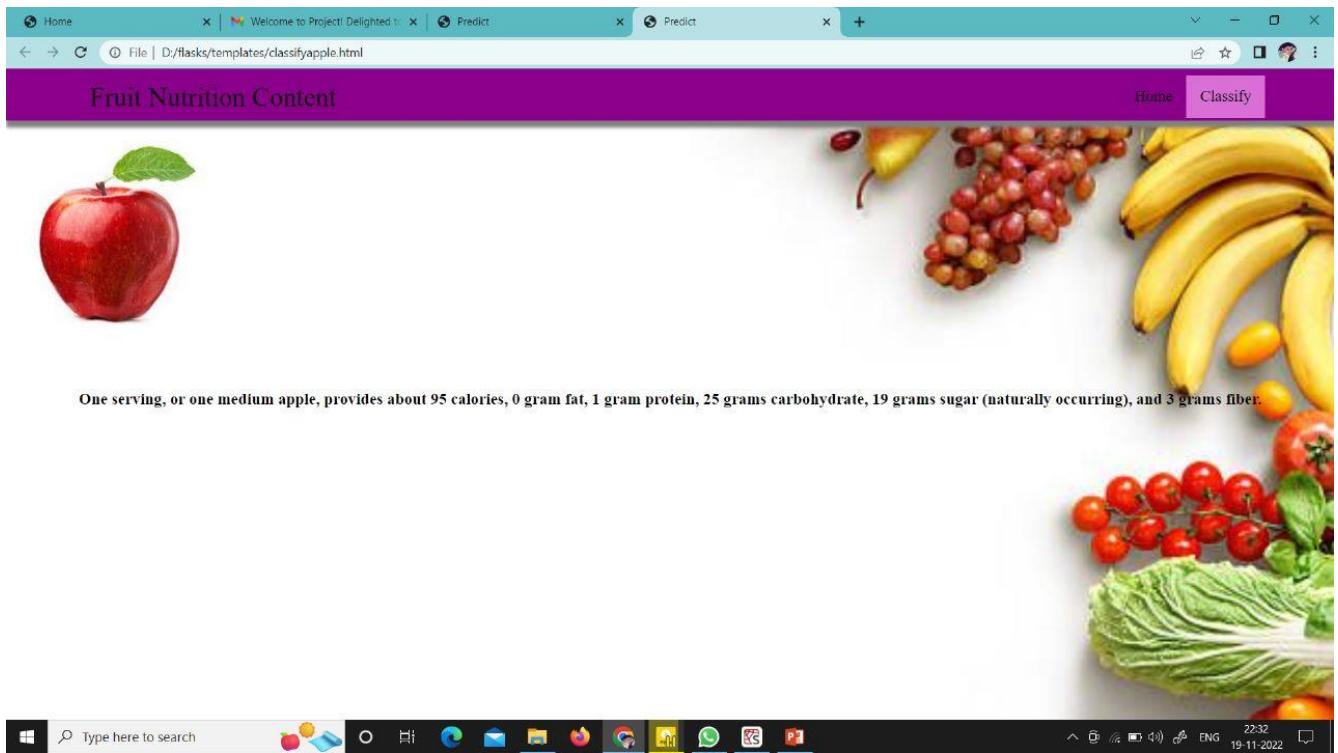 Home
Welcome to Project! Delighted to
Predict
Predict
File | D:/flasks/templates/classifyapple.html
Fruit Nutrition Content
Home
Classify
One serving, or one medium apple, provides about 95 calories, 0 gram fat, 1 gram protein, 25 grams carbohydrate, 19 grams sugar (naturally occurring), and 3 grams fiber.
Type here to search
ENG
22:32
19-11-2022